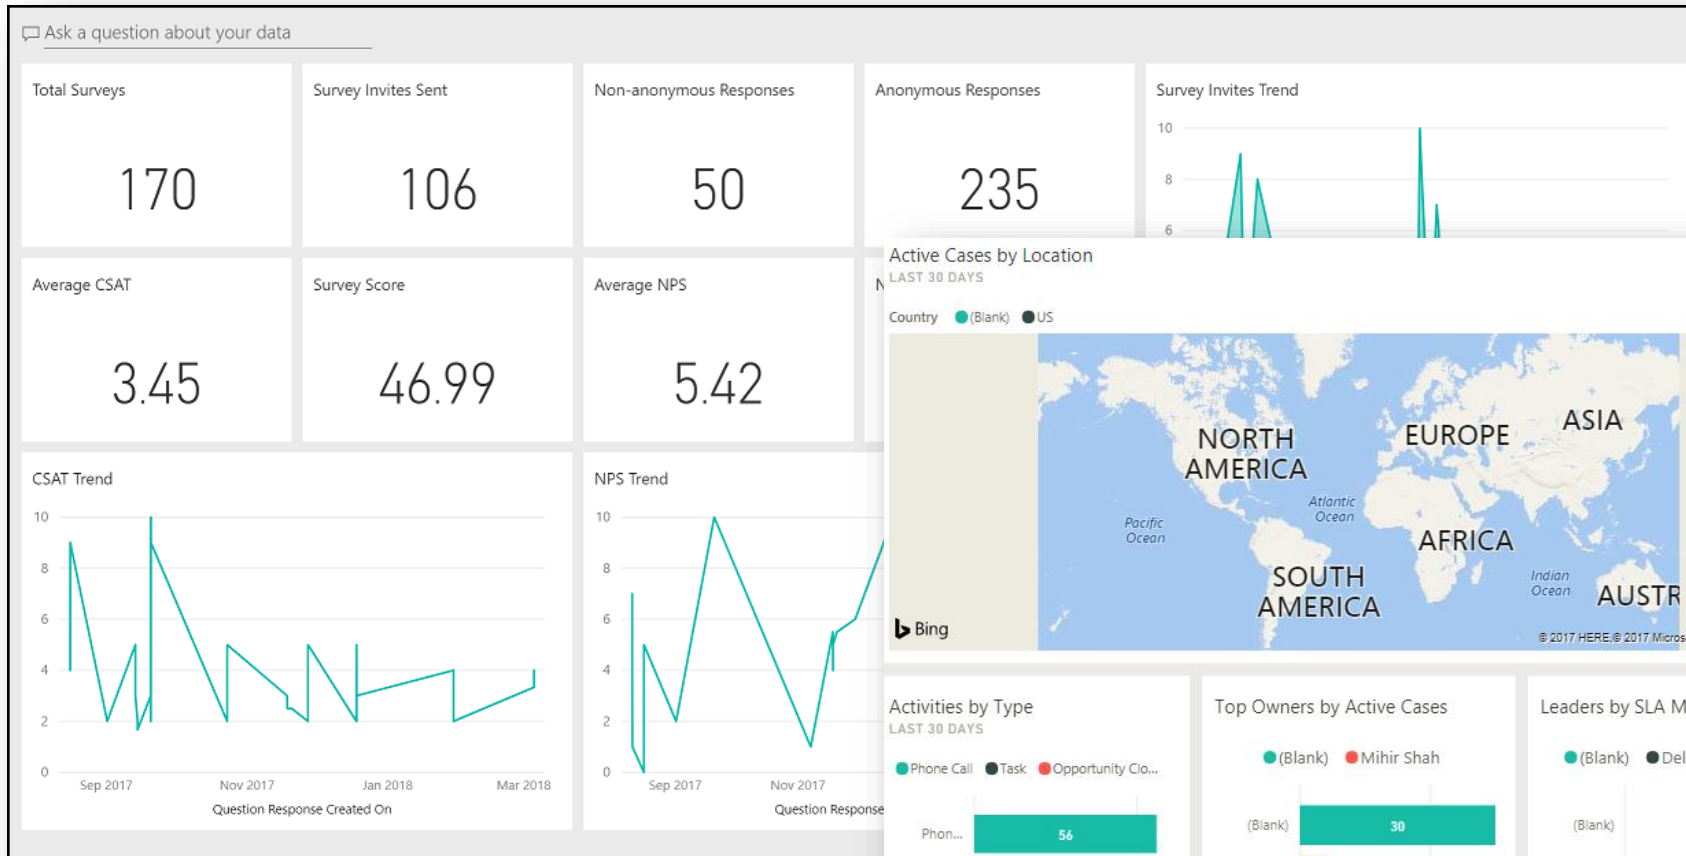 Ask a question about your data
Total Surveys
170
Survey Invites Sent
106
Non-anonymous Responses
50
Anonymous Responses
235
Survey Invites Trend
10
8
6
Average CSAT
3.45
Survey Score
46.99
Average NPS
5.42
N
CSAT Trend
10
8
6
4
2
0
Sep 2017 Nov 2017 Jan 2018 Mar 2018
Question Response Created On
NPS Trend
10
8
6
4
2
0
Sep 2017 Nov 2017
Question Response
Active Cases by Location
LAST 30 DAYS
Country (Blank) US
NORTH
AMERICA
EUROPE
ASIA
Atlantic
Ocean
Pacific
Ocean
AFRICA
SOUTH
AMERICA
Indian
Ocean
AUSTR
Bing
© 2017 HERE,© 2017 Micros
Activities by Type
LAST 30 DAYS
Phone Call Task Opportunity Clo...
Phon... 56
Top Owners by Active Cases
(Blank) Mihir Shah
(Blank) 30
Leaders by SLA M
(Blank) Del
(Blank)